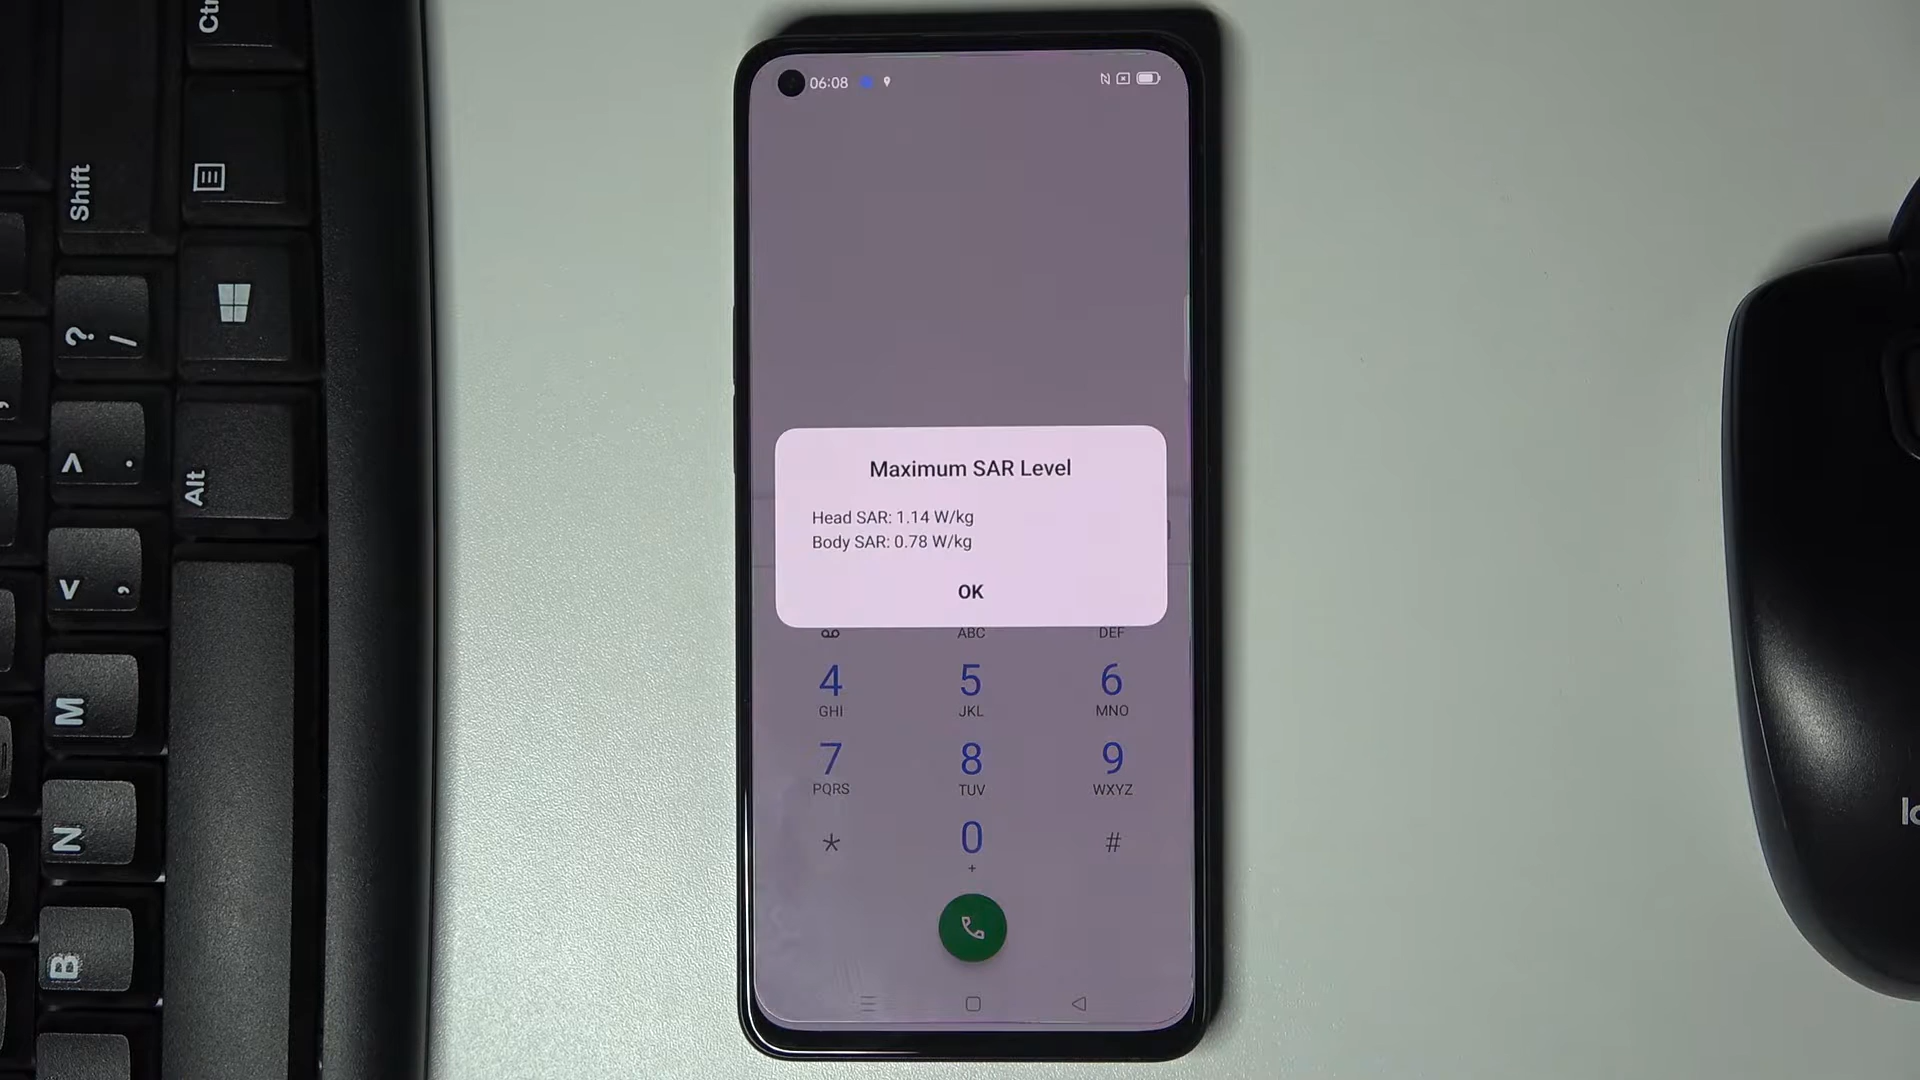 Ctr
Shift
?
/
>
.
Alt
<
,
M
N
B
06:08
Maximum SAR Level
Head SAR: 1.14 W/kg
Body SAR: 0.78 W/kg
OK
ABC
DEF
4
5
6
GHI
JKL
MNO
7
8
9
PQRS
TUV
WXYZ
*
0
#
+